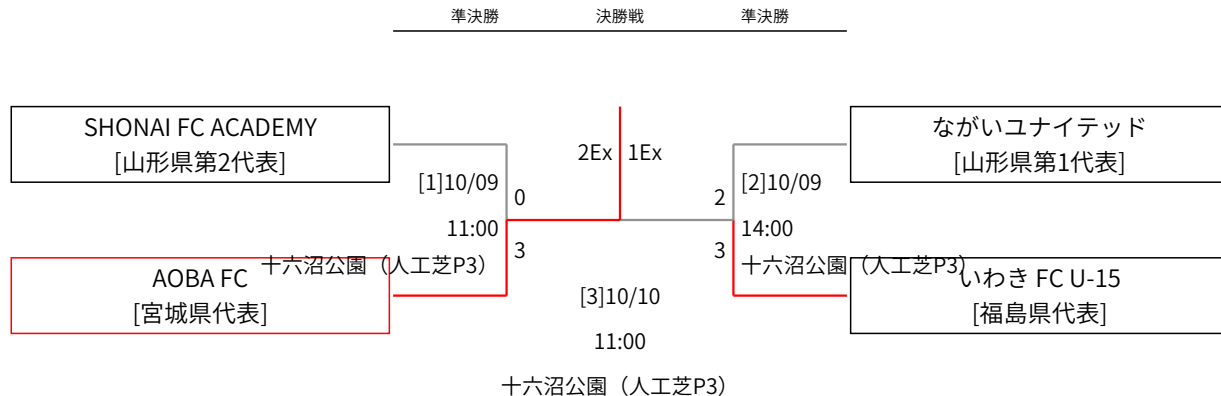 準決勝 決勝戦 準決勝
SHONAI FC ACADEMY
[山形県第2代表]
ながいユナイテッド
[山形県第1代表]
2Ex 1Ex
[1]10/09
0
11:00
3
十六沼公園（人工芝P3）
2
[2]10/09
14:00
3
十六沼公園（人工芝P3）
AOBA FC
[宮城県代表]
いわき FC U-15
[福島県代表]
[3]10/10
11:00
十六沼公園（人工芝P3）